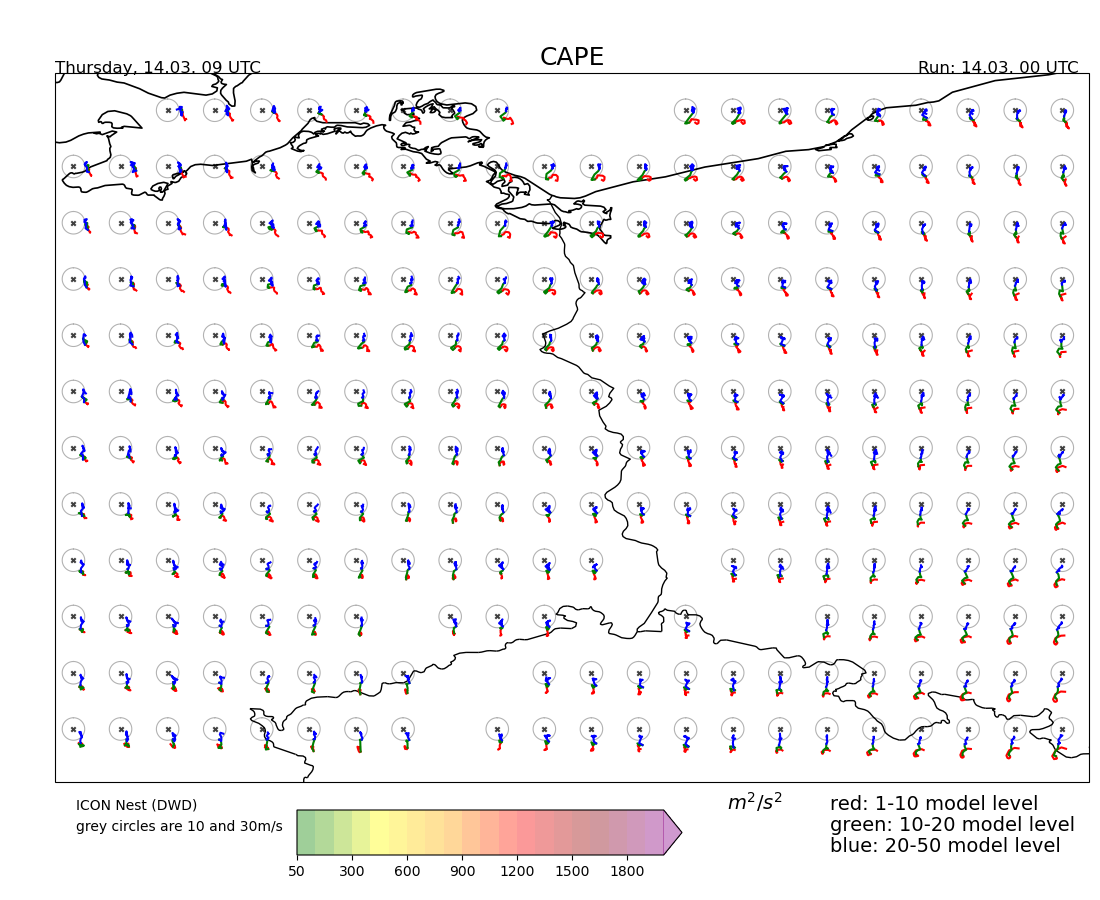 CAPE
Thursday, 14.03. 09 UTC
Run: 14.03. 00 UTC
ICON Nest (DWD)
grey circles are 10 and 30m/s
50 300 600 900 1200 1500 1800
m²/s²
red: 1-10 model level
green: 10-20 model level
blue: 20-50 model level